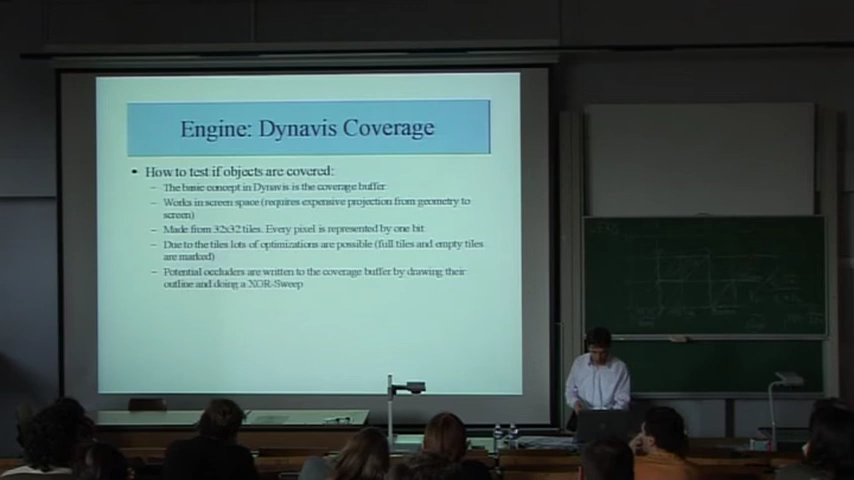 Engine: Dynavis Coverage
• How to test if objects are covered:
– The basic concept in Dynavis is the coverage buffer
– Works in screen space (requires expensive projection from geometry to
screen)
– Made from 32x32 tiles. Every pixel is represented by one bit
– Due to the tiles lots of optimizations are possible (full tiles and empty tiles
are marked)
– Potential occluders are written to the coverage buffer by drawing their
outline and doing a XOR-Sweep